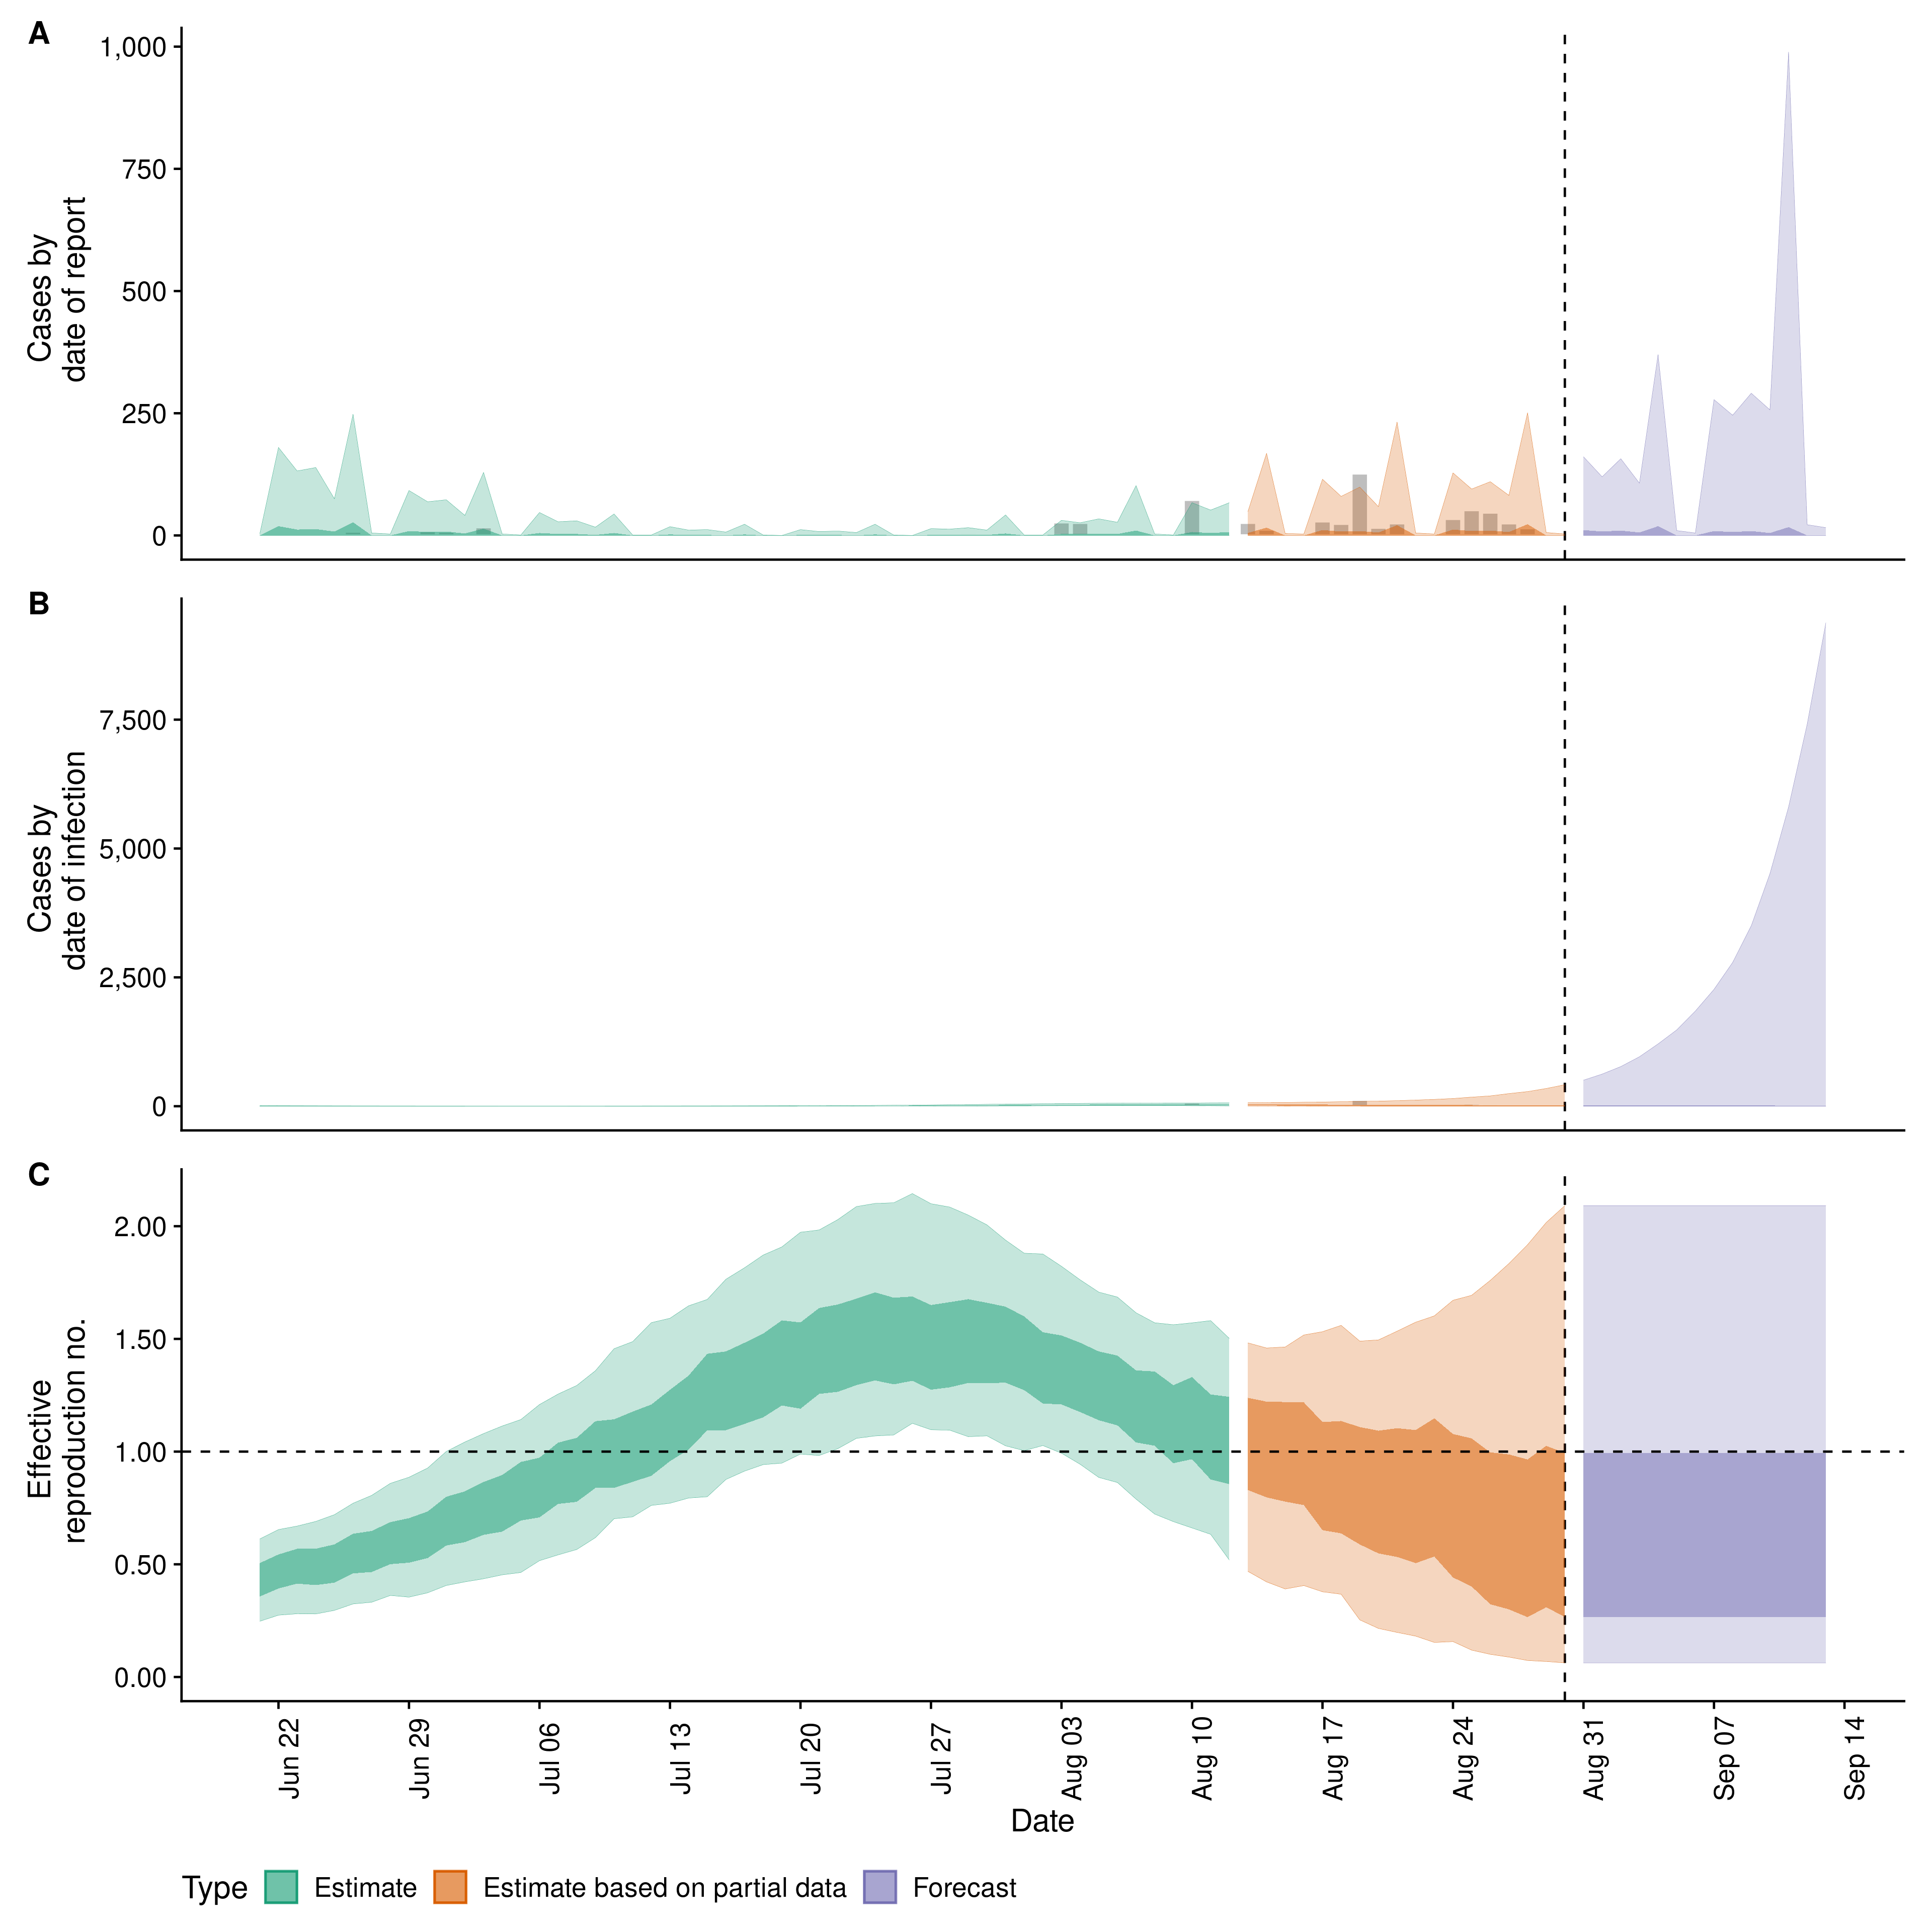 A
1,000
750
500
250
0
Cases by
date of report
B
7,500
5,000
2,500
0
Cases by
date of infection
C
2.00
1.50
1.00
0.50
0.00
Effective
reproduction no.
Jun 22
Jun 29
Jul 06
Jul 13
Jul 20
Jul 27
Aug 03
Aug 10
Aug 17
Aug 24
Aug 31
Sep 07
Sep 14
Date
Type Estimate Estimate based on partial data Forecast